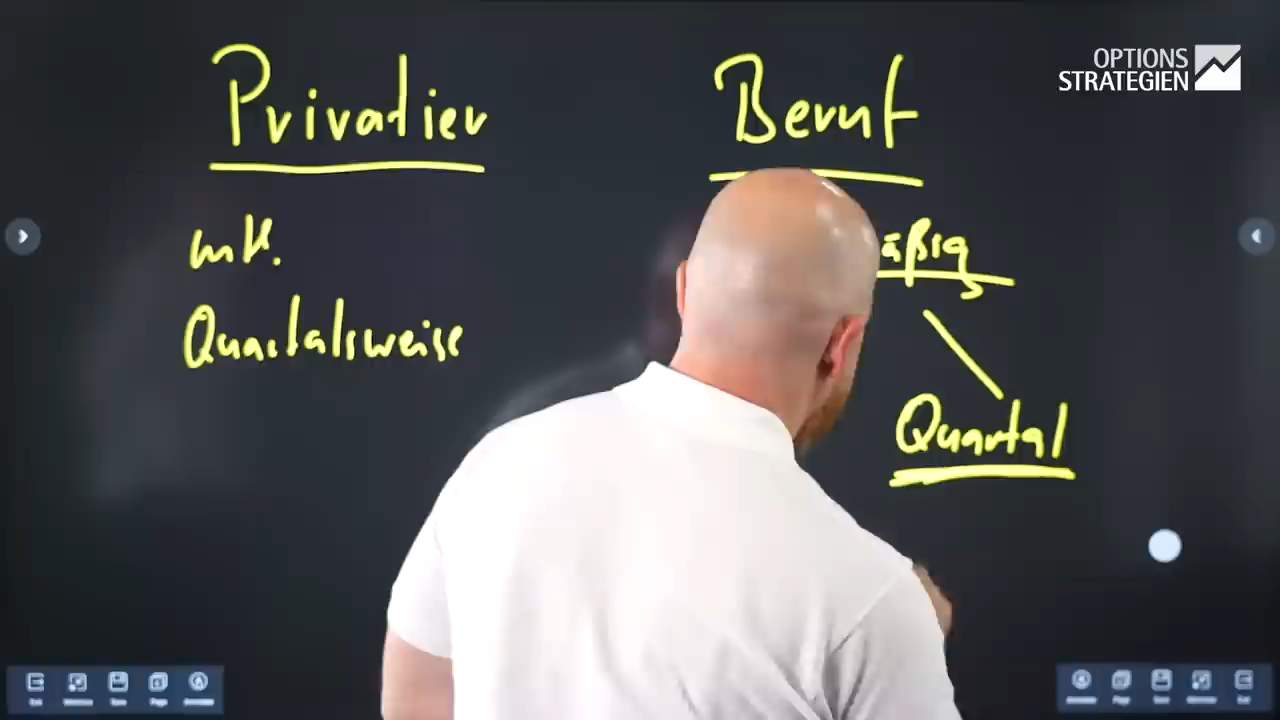 Privatier
mtl.
Quartalsweise
Beruf
äßig
Quartal
OPTIONS
STRATEGIEN